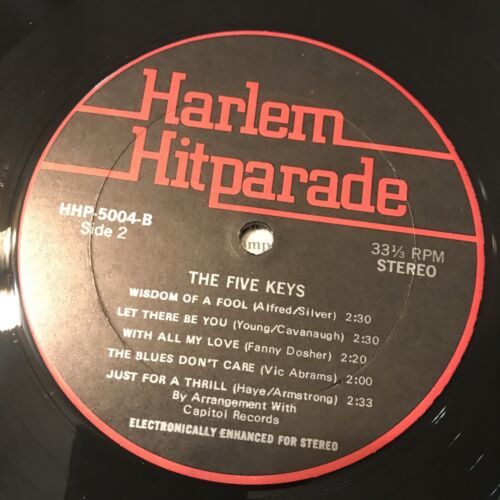 Harlem
Hitparade
HHP-5004-B
Side 2
33⅓ RPM
STEREO
THE FIVE KEYS
WISDOM OF A FOOL (Alfred/Silver) 2:30
LET THERE BE YOU (Young/Cavanaugh) 2:30
WITH ALL MY LOVE (Fanny Dosher) 2:20
THE BLUES DON'T CARE (Vic Abrams) 2:00
JUST FOR A THRILL (Haye/Armstrong) 2:33
By Arrangement With
Capitol Records
ELECTRONICALLY ENHANCED FOR STEREO